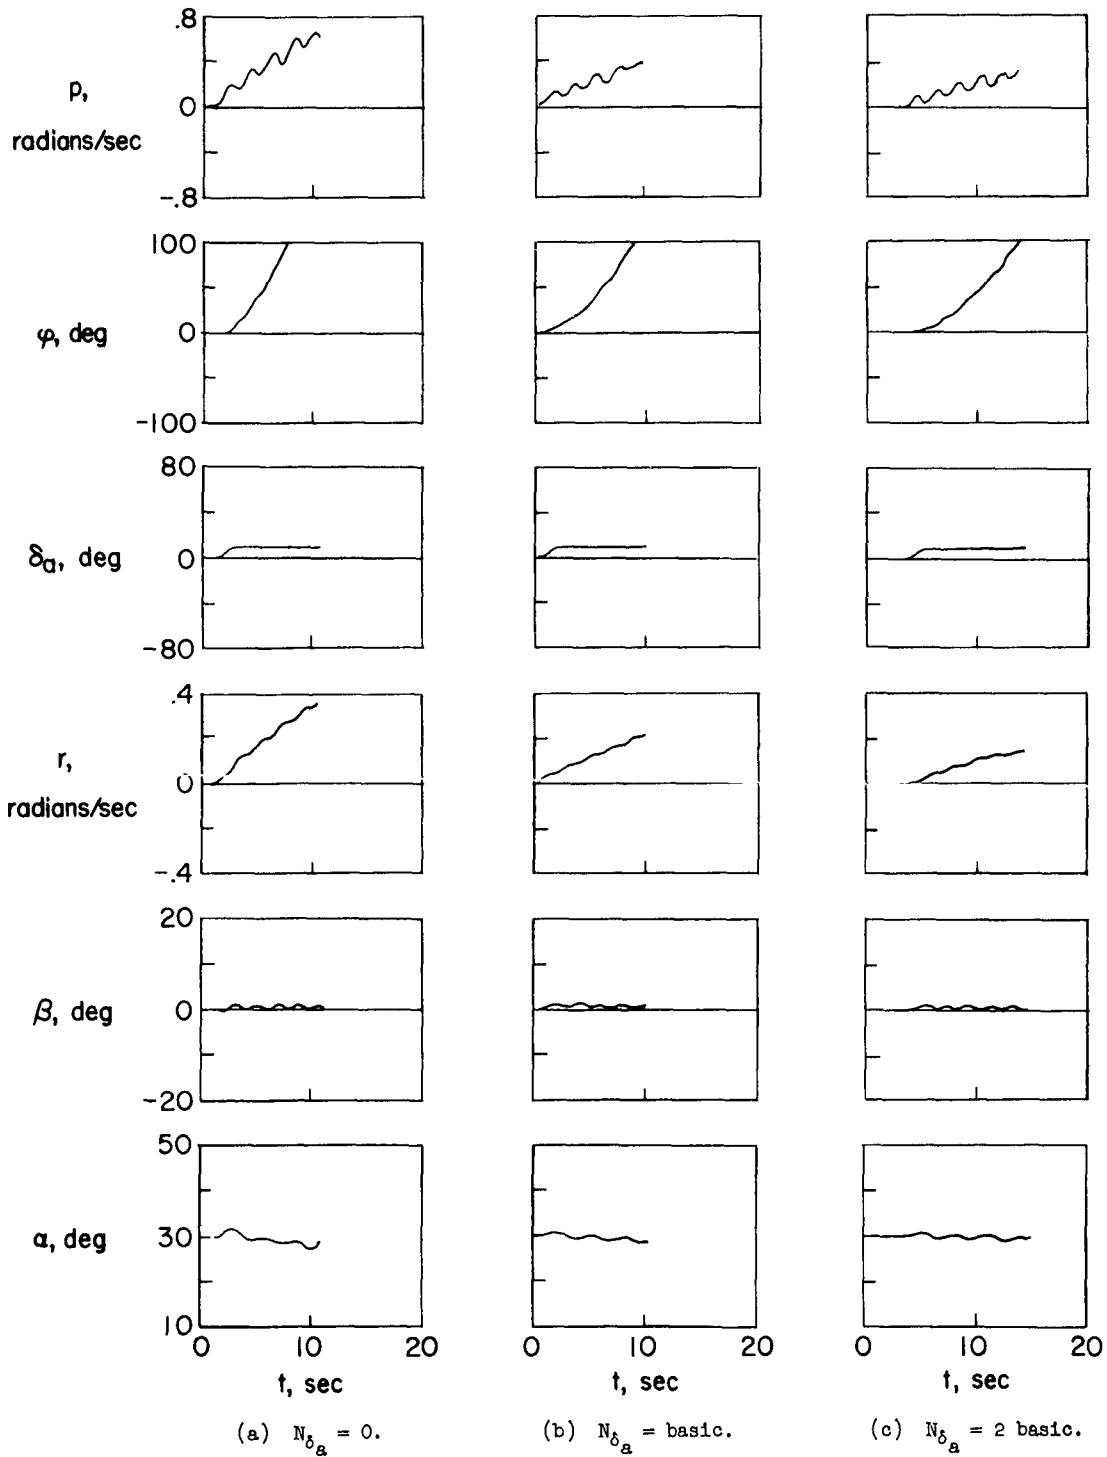 .8
p,
0
radians/sec
-.8
100
φ, deg
0
-100
80
δa, deg
0
-80
.4
r,
0
radians/sec
-.4
20
β, deg
0
-20
50
α, deg
30
10
0 10 20 0 10 20 0 10 20
t, sec t, sec t, sec
(a) Nδa = 0. (b) Nδa = basic. (c) Nδa = 2 basic.